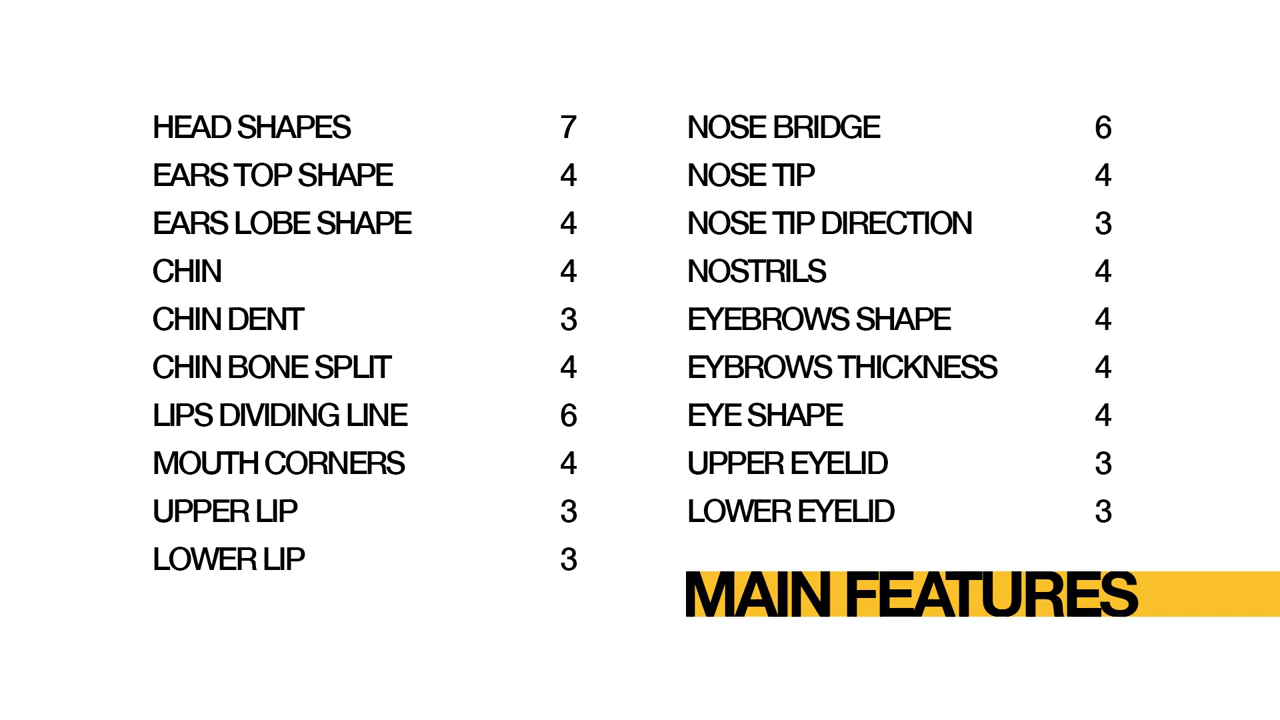 HEAD SHAPES 7
EARS TOP SHAPE 4
EARS LOBE SHAPE 4
CHIN 4
CHIN DENT 3
CHIN BONE SPLIT 4
LIPS DIVIDING LINE 6
MOUTH CORNERS 4
UPPER LIP 3
LOWER LIP 3
NOSE BRIDGE 6
NOSE TIP 4
NOSE TIP DIRECTION 3
NOSTRILS 4
EYEBROWS SHAPE 4
EYBROWS THICKNESS 4
EYE SHAPE 4
UPPER EYELID 3
LOWER EYELID 3
MAIN FEATURES